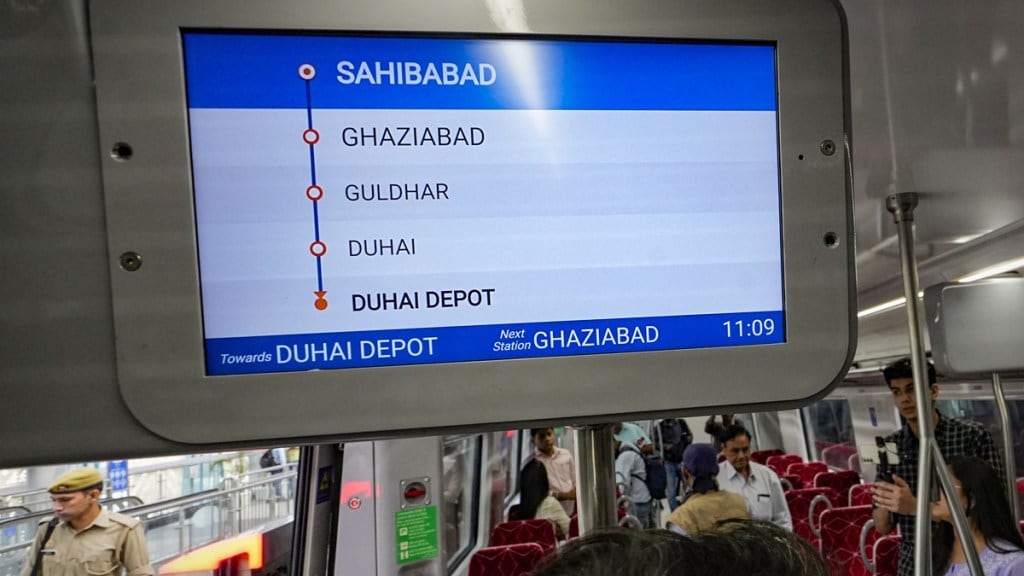 SAHIBABAD
GHAZIABAD
GULDHAR
DUHAI
DUHAI DEPOT
Towards DUHAI DEPOT
Next Station GHAZIABAD
11:09